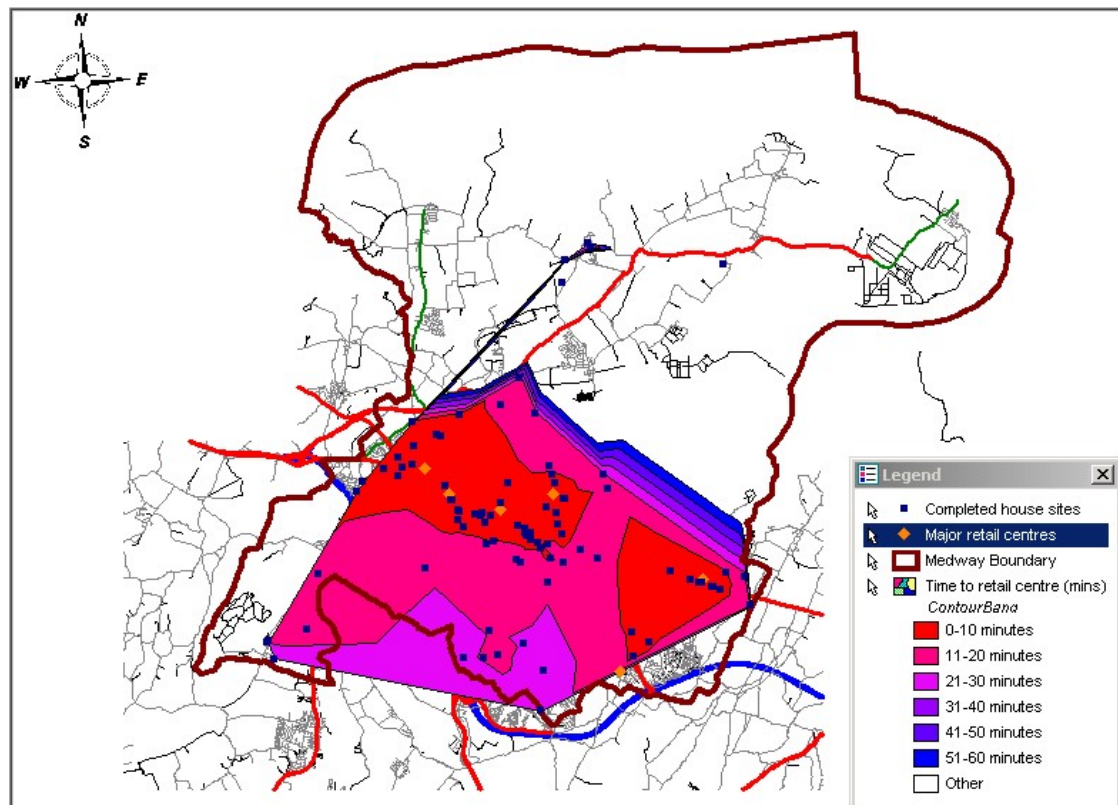 N
W E
S
Legend
Completed house sites
Major retail centres
Medway Boundary
Time to retail centre (mins)
ContourBand
0-10 minutes
11-20 minutes
21-30 minutes
31-40 minutes
41-50 minutes
51-60 minutes
Other